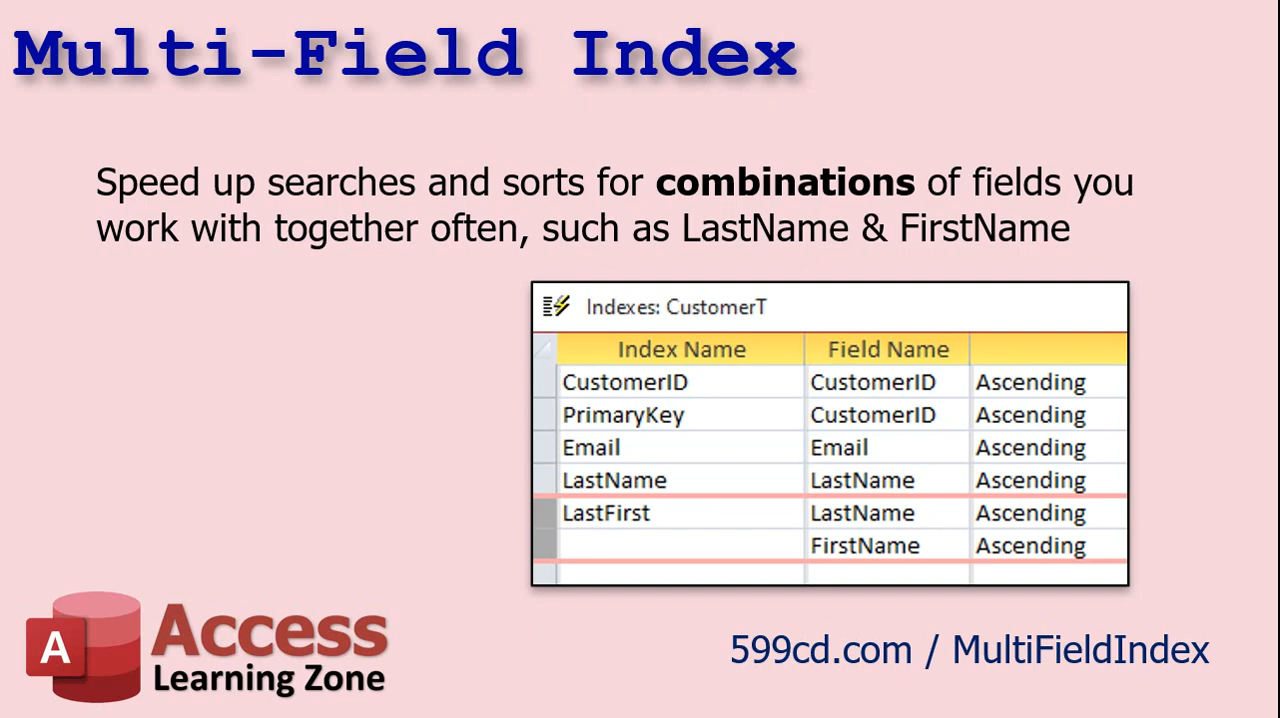 Multi-Field Index
Speed up searches and sorts for combinations of fields you
work with together often, such as LastName & FirstName
Indexes: CustomerT
Index Name Field Name
CustomerID CustomerID Ascending
PrimaryKey CustomerID Ascending
Email Email Ascending
LastName LastName Ascending
LastFirst LastName Ascending
FirstName Ascending
A Access
Learning Zone
599cd.com / MultiFieldIndex